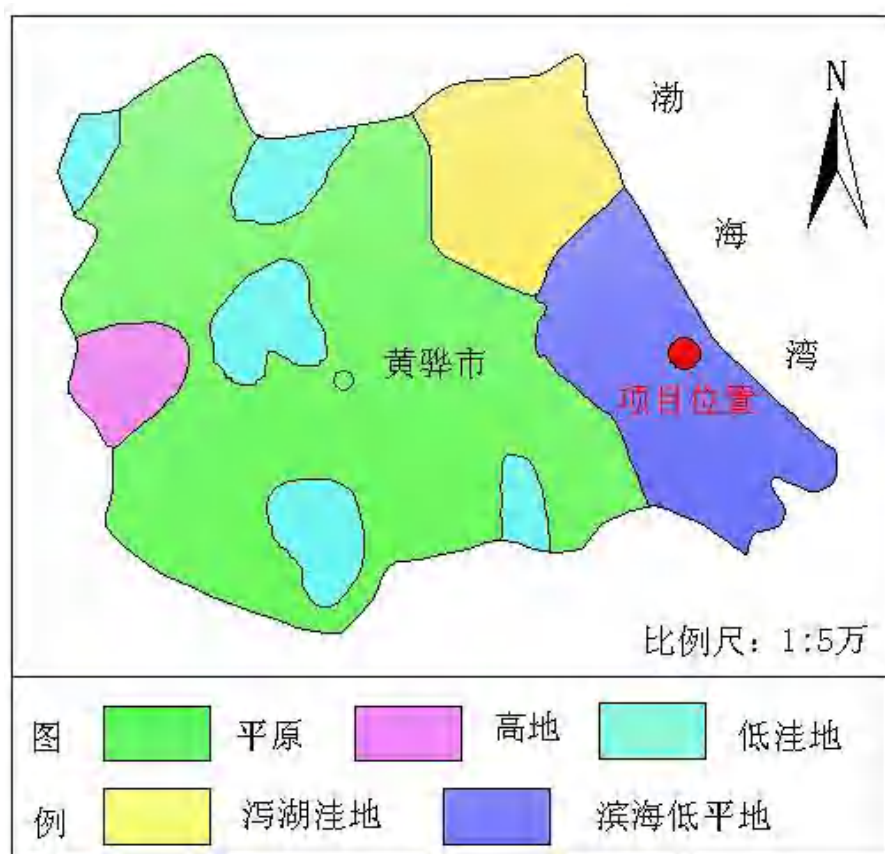 渤
N
海
湾
黄骅市
项目位置
比例尺：1:5万
图 平原 高地 低洼地
例 泻湖洼地 滨海低平地